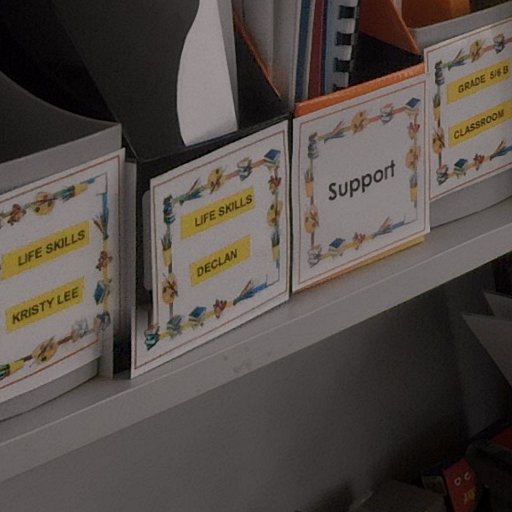 LIFE SKILLS
KRISTY LEE
LIFE SKILLS
DECLAN
Support
GRADE 5/6 B
CLASSROOM